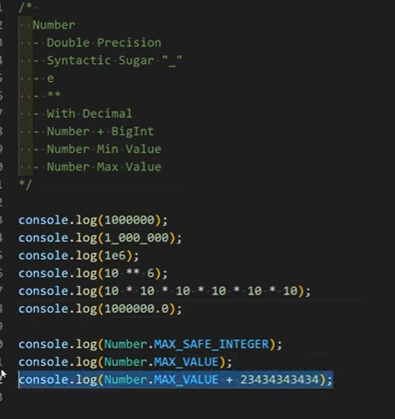 /*
Number
- Double Precision
- Syntactic Sugar "_"
- e
- **
- With Decimal
- Number + BigInt
- Number Min Value
- Number Max Value
*/
console.log(1000000);
console.log(1_000_000);
console.log(1e6);
console.log(10 ** 6);
console.log(10 * 10 * 10 * 10 * 10 * 10);
console.log(1000000.0);
console.log(Number.MAX_SAFE_INTEGER);
console.log(Number.MAX_VALUE);
console.log(Number.MAX_VALUE + 23434343434);